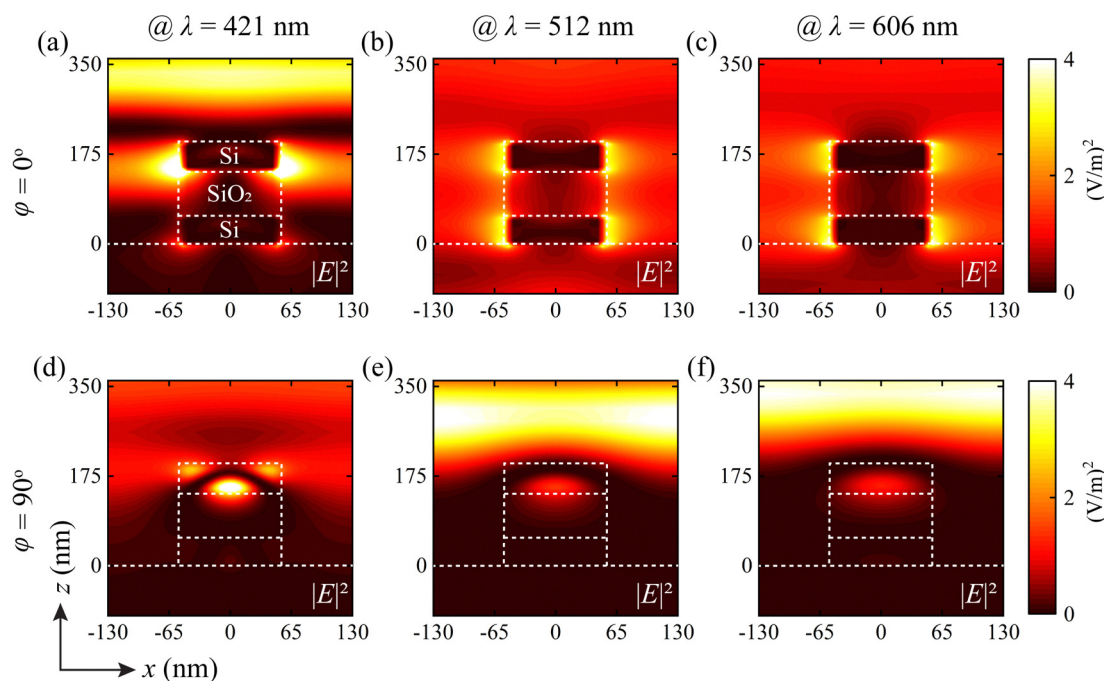 @ λ = 421 nm
@ λ = 512 nm
@ λ = 606 nm
(a)
(b)
(c)
φ = 0°
350
175
0
Si
SiO₂
Si
|E|²
-130 -65 0 65 130
350
175
0
|E|²
-130 -65 0 65 130
350
175
0
|E|²
-130 -65 0 65 130
4
2
0
(V/m)²
(d)
(e)
(f)
φ = 90°
350
175
0
|E|²
-130 -65 0 65 130
350
175
0
|E|²
-130 -65 0 65 130
350
175
0
|E|²
-130 -65 0 65 130
4
2
0
(V/m)²
z (nm)
x (nm)